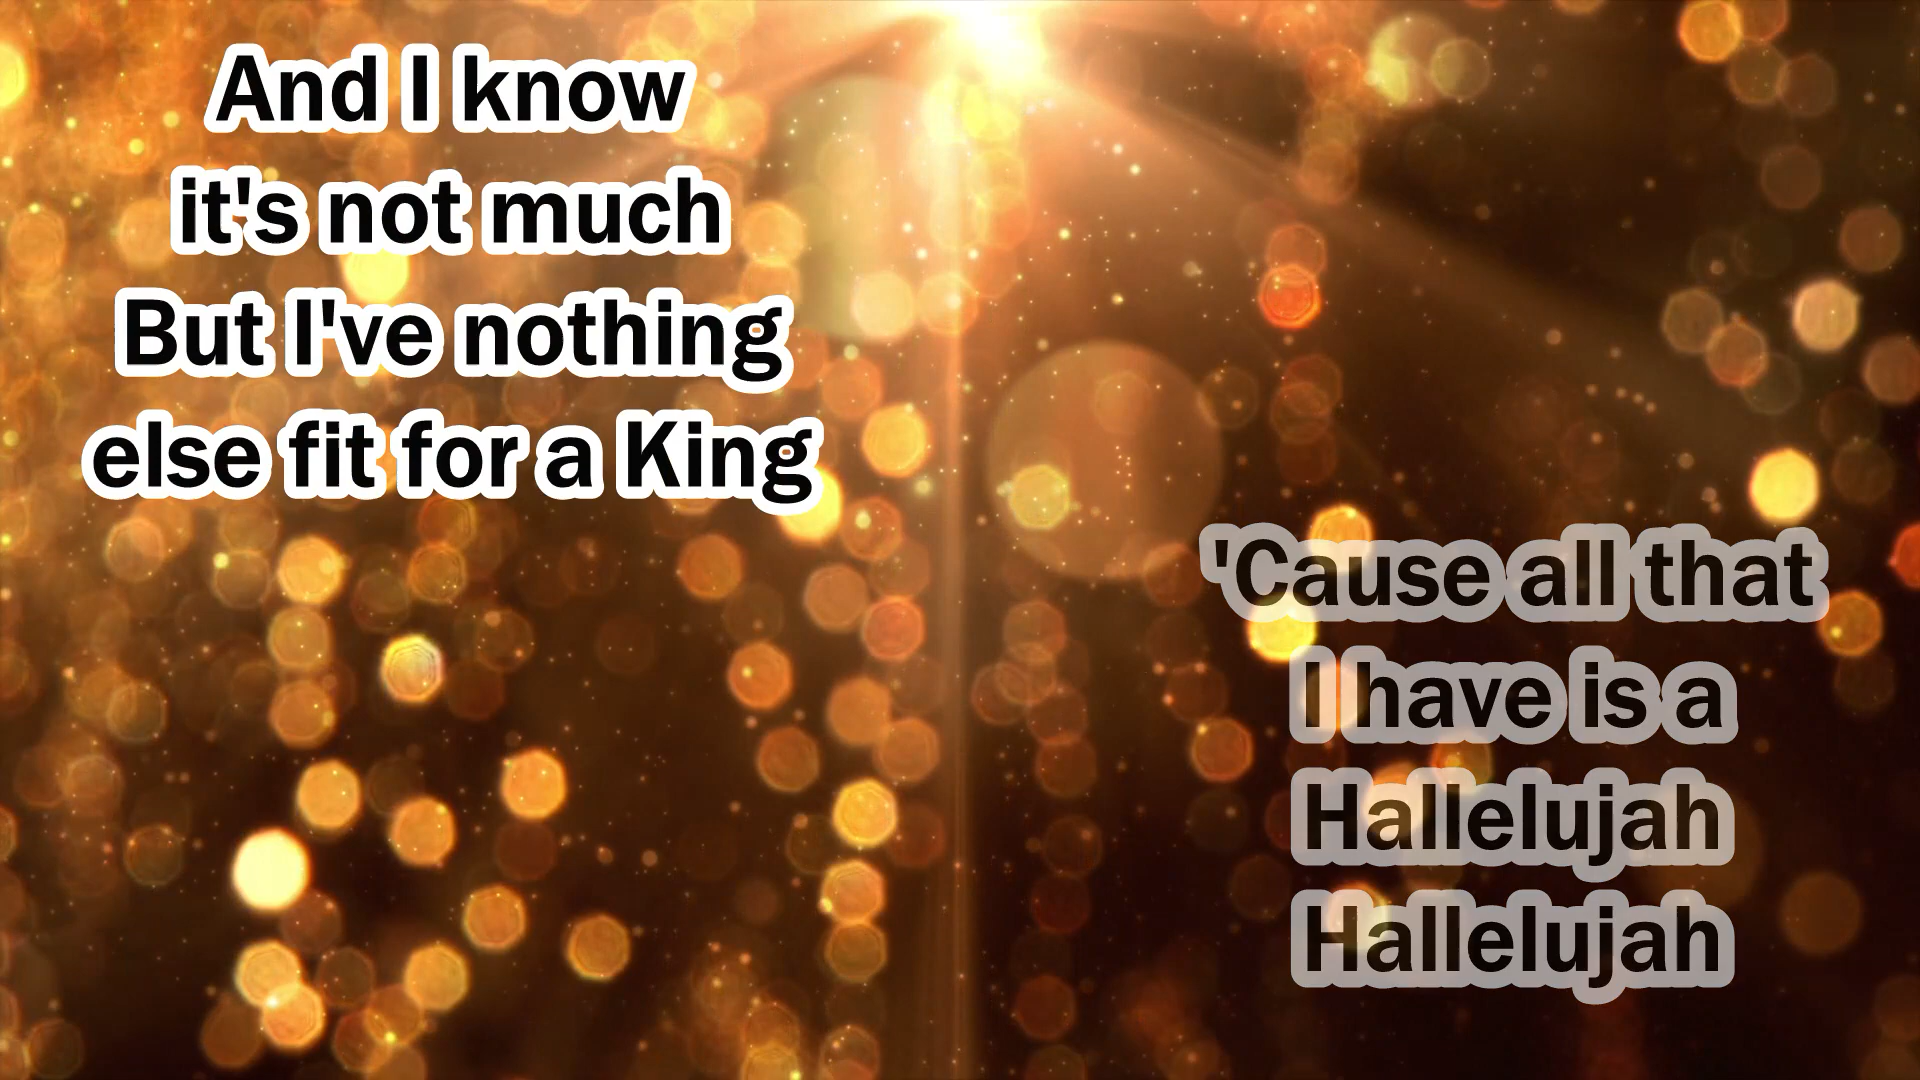 And I know
it's not much
But I've nothing
else fit for a King
'Cause all that
I have is a
Hallelujah
Hallelujah